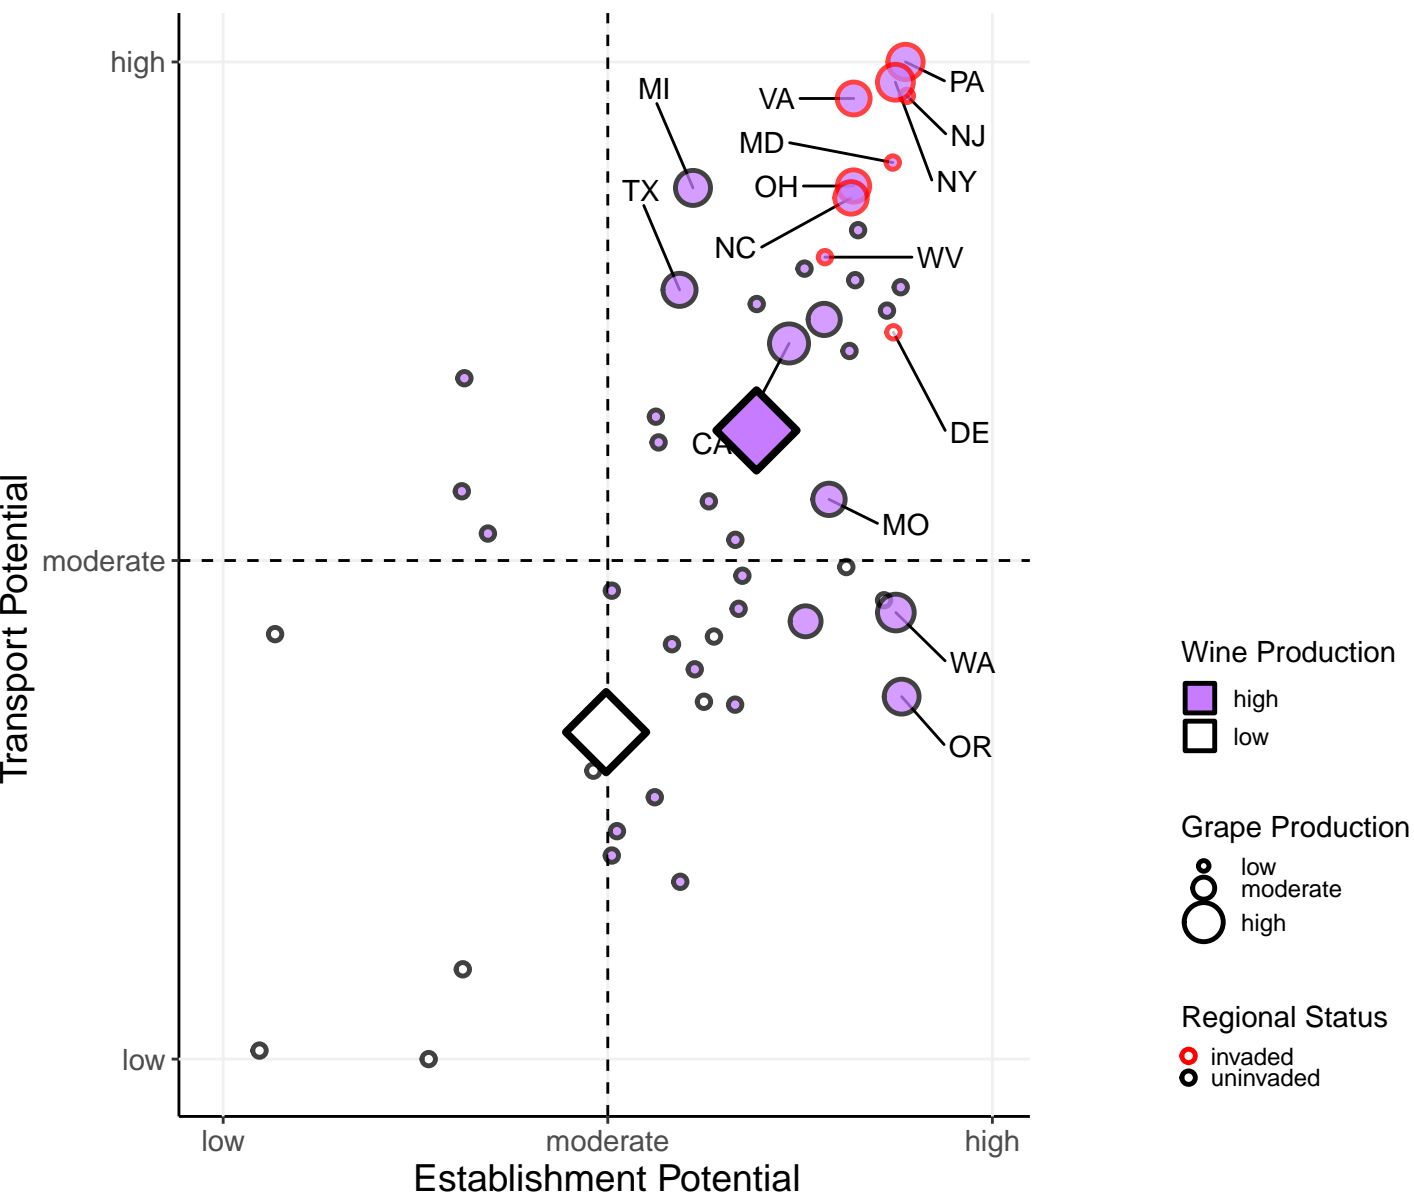 high
moderate
low
Transport Potential
low
moderate
high
Establishment Potential
MI
VA
PA
NJ
MD
TX
OH
NY
NC
WV
DE
CA
MO
WA
OR
Wine Production
high
low
Grape Production
low
moderate
high
Regional Status
invaded
uninvaded